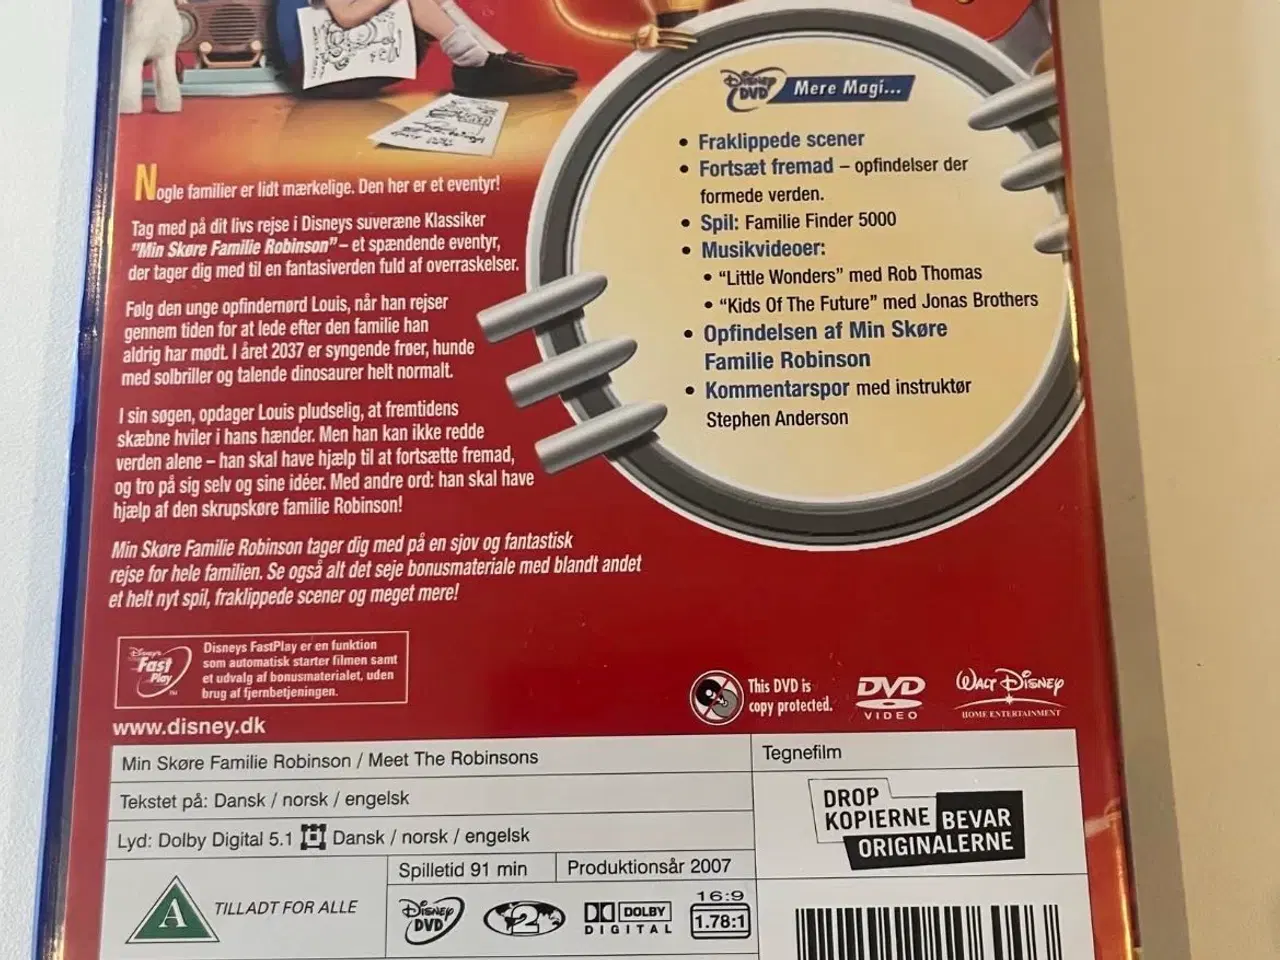 Nogle familier er lidt mærkelige. Den her er et eventyr!
Tag med på dit livs rejse i Disneys suveræne Klassiker
"Min Skøre Familie Robinson" – et spændende eventyr,
der tager dig med til en fantasiverden fuld af overraskelser.
Følg den unge opfindernørd Louis, når han rejser
gennem tiden for at lede efter den familie han
aldrig har mødt. I året 2037 er syngende frøer, hunde
med solbriller og talende dinosaurer helt normalt.
I sin søgen, opdager Louis pludselig, at fremtidens
skæbne hviler i hans hænder. Men han kan ikke redde
verden alene – han skal have hjælp til at fortsætte fremad,
og tro på sig selv og sine idéer. Med andre ord: han skal have
hjælp af den skrupskøre familie Robinson!
Min Skøre Familie Robinson tager dig med på en sjov og fantastisk
rejse for hele familien. Se også alt det seje bonusmateriale med blandt andet
et helt nyt spil, fraklippede scener og meget mere!
Disney DVD Mere Magi...
• Fraklippede scener
• Fortsæt fremad – opfindelser der
formede verden.
• Spil: Familie Finder 5000
• Musikvideoer:
• "Little Wonders" med Rob Thomas
• "Kids Of The Future" med Jonas Brothers
• Opfindelsen af Min Skøre
Familie Robinson
• Kommentarspor med instruktør
Stephen Anderson
Disney's Fast Play TM
Disneys FastPlay er en funktion
som automatisk starter filmen samt
et udvalg af bonusmaterialet, uden
brug af fjernbetjeningen.
www.disney.dk
This DVD is
copy protected.
DVD
VIDEO
Walt Disney
HOME ENTERTAINMENT
Min Skøre Familie Robinson / Meet The Robinsons
Tegnefilm
Tekstet på: Dansk / norsk / engelsk
Lyd: Dolby Digital 5.1 Dansk / norsk / engelsk
DROP
KOPIERNE BEVAR
ORIGINALERNE
Spilletid 91 min
Produktionsår 2007
A TILLADT FOR ALLE
Disney DVD
2
DOLBY
DIGITAL
16:9
1.78:1